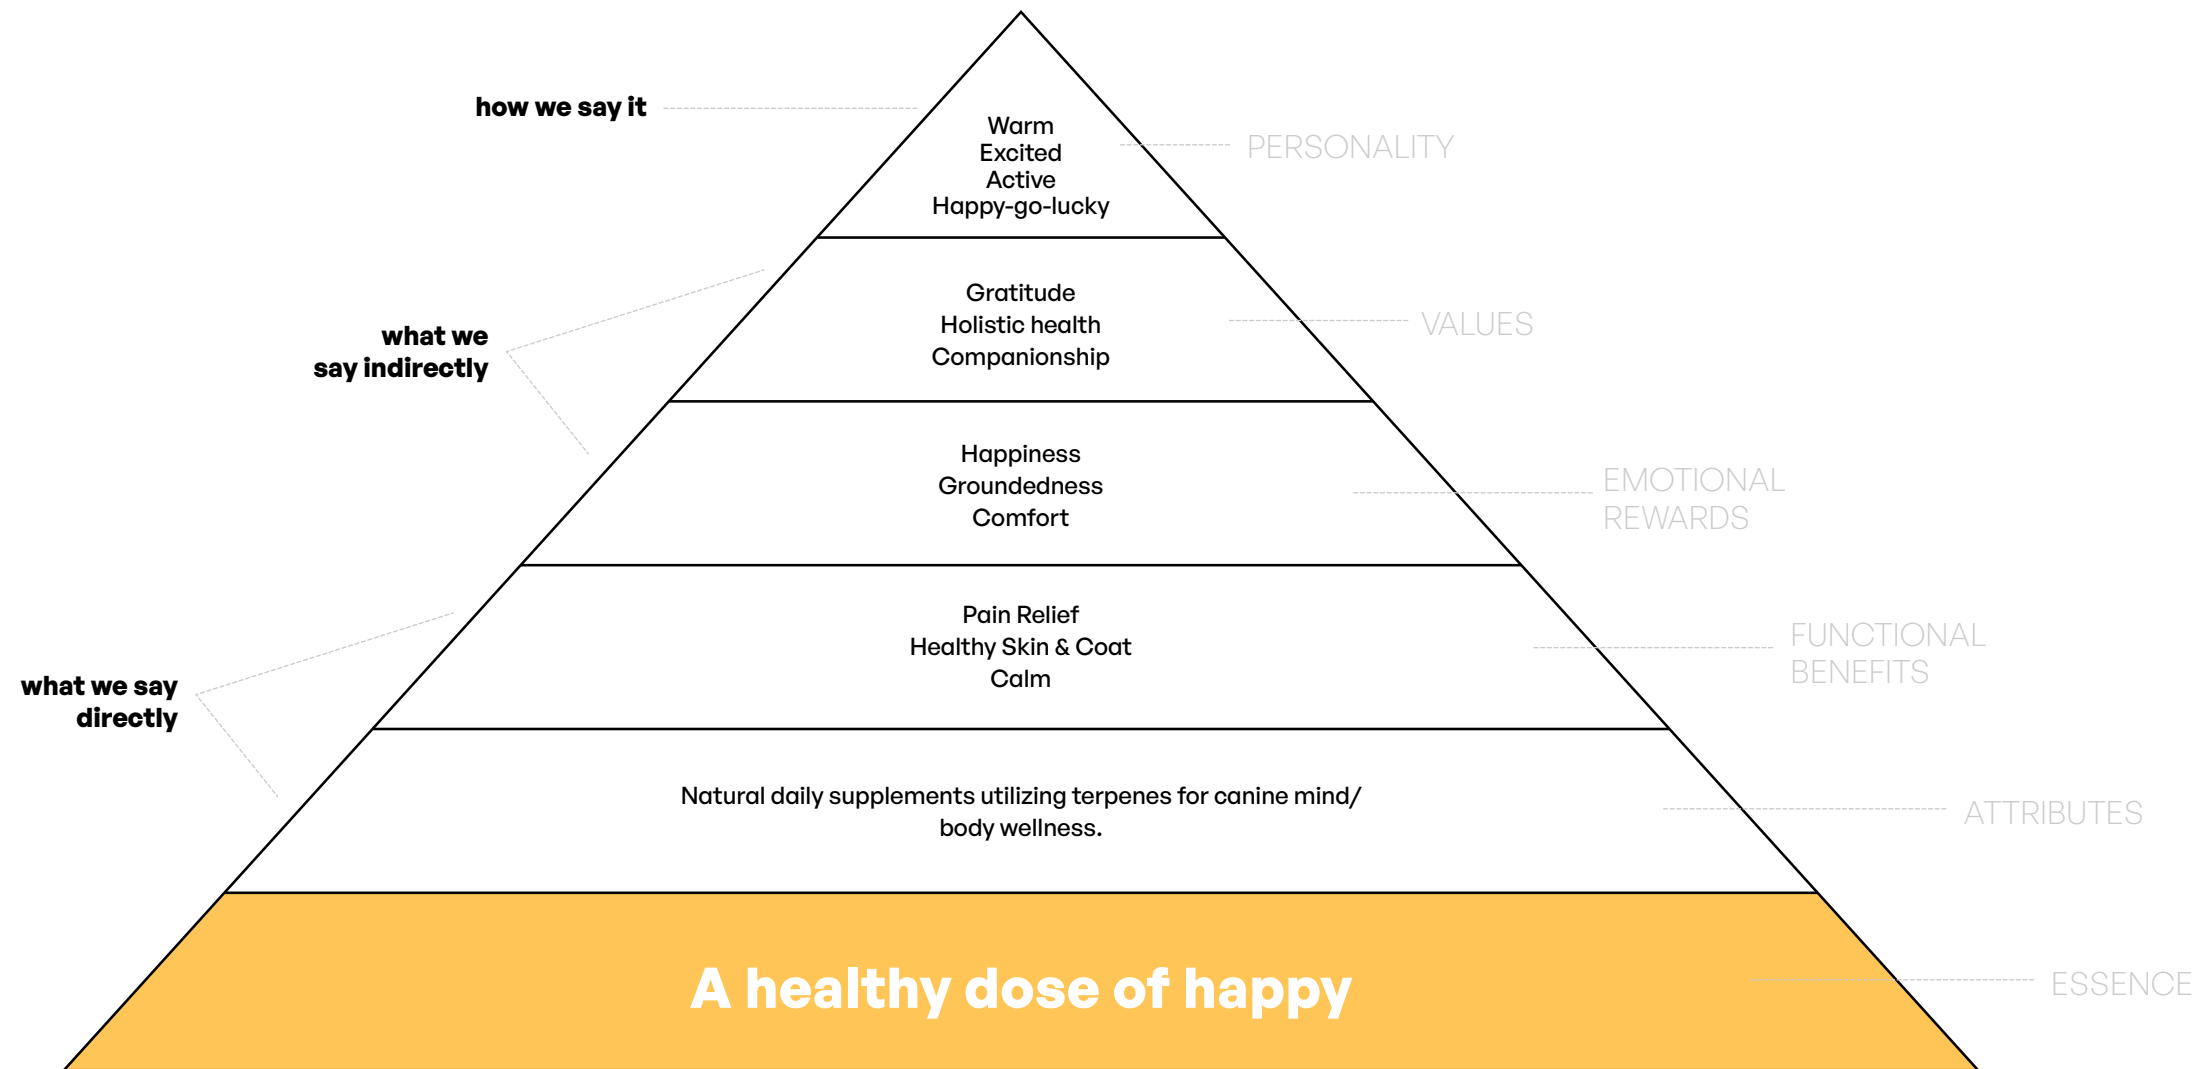 how we say it
Warm
Excited
Active
Happy-go-lucky
PERSONALITY
what we
say indirectly
Gratitude
Holistic health
Companionship
VALUES
Happiness
Groundedness
Comfort
EMOTIONAL
REWARDS
what we say
directly
Pain Relief
Healthy Skin & Coat
Calm
FUNCTIONAL
BENEFITS
Natural daily supplements utilizing terpenes for canine mind/
body wellness.
ATTRIBUTES
A healthy dose of happy
ESSENCE